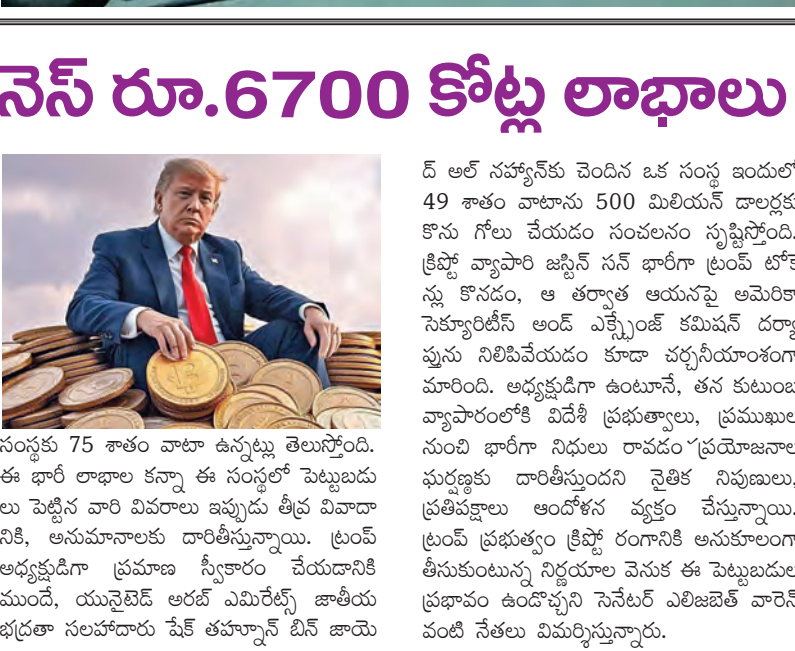 నెస్ రూ.6700 కోట్ల లాభాలు
సంస్థకు 75 శాతం వాటా ఉన్నట్లు తెలుస్తోంది.
ఈ భారీ లాభాల కన్నా ఈ సంస్థలో పెట్టుబడు
లు పెట్టిన వారి వివరాలు ఇప్పుడు తీవ్ర వివాదా
నికి, అనుమానాలకు దారితీస్తున్నాయి. ట్రంప్
అధ్యక్షుడిగా ప్రమాణ స్వీకారం చేయడానికి
ముందే, యునైటెడ్ అరబ్ ఎమిరేట్స్ జాతీయ
భద్రతా సలహాదారు షేక్ తహ్నూన్ బిన్ జాయె
ద్ అల్ నహ్యాన్‌కు చెందిన ఒక సంస్థ ఇందులో
49 శాతం వాటాను 500 మిలియన్ డాలర్లకు
కొను గోలు చేయడం సంచలనం సృష్టిస్తోంది.
క్రిప్టో వ్యాపారి జస్టిన్ సన్ భారీగా ట్రంప్ టోకె
న్లు కొనడం, ఆ తర్వాత ఆయనపై అమెరికా
సెక్యూరిటీస్ అండ్ ఎక్స్ఛేంజ్ కమిషన్ దర్యా
ప్తును నిలిపివేయడం కూడా చర్చనీయాంశంగా
మారింది. అధ్యక్షుడిగా ఉంటూనే, తన కుటుంబ
వ్యాపారంలోకి విదేశీ ప్రభుత్వాలు, ప్రముఖుల
నుంచి భారీగా నిధులు రావడం ప్రయోజనాల
ఘర్షణకు దారితీస్తుందని నైతిక నిపుణులు,
ప్రతిపక్షాలు ఆందోళన వ్యక్తం చేస్తున్నాయి.
ట్రంప్ ప్రభుత్వం క్రిప్టో రంగానికి అనుకూలంగా
తీసుకుంటున్న నిర్ణయాల వెనుక ఈ పెట్టుబడుల
ప్రభావం ఉండొచ్చని సెనేటర్ ఎలిజబెత్ వారెన్
వంటి నేతలు విమర్శిస్తున్నారు.